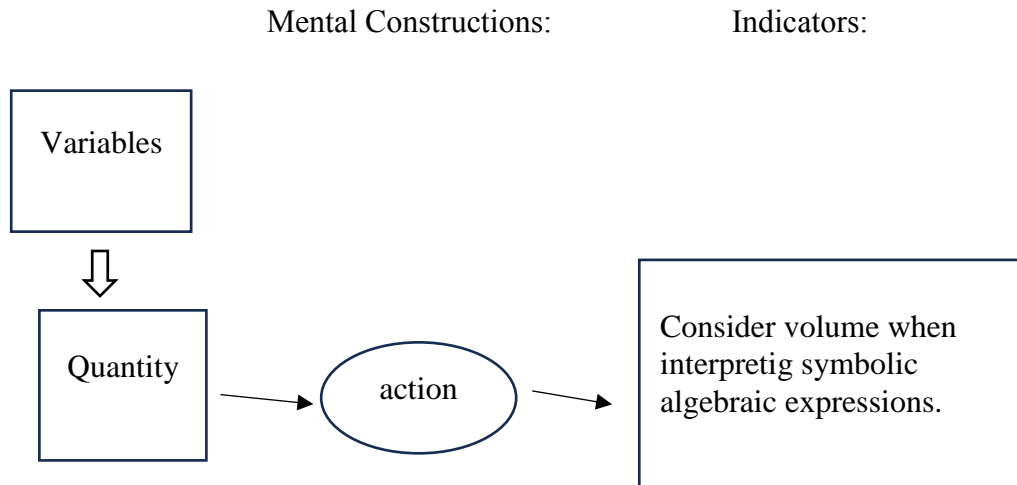 Mental Constructions:
Indicators:
Variables
Quantity
action
Consider volume when
interpretig symbolic
algebraic expressions.